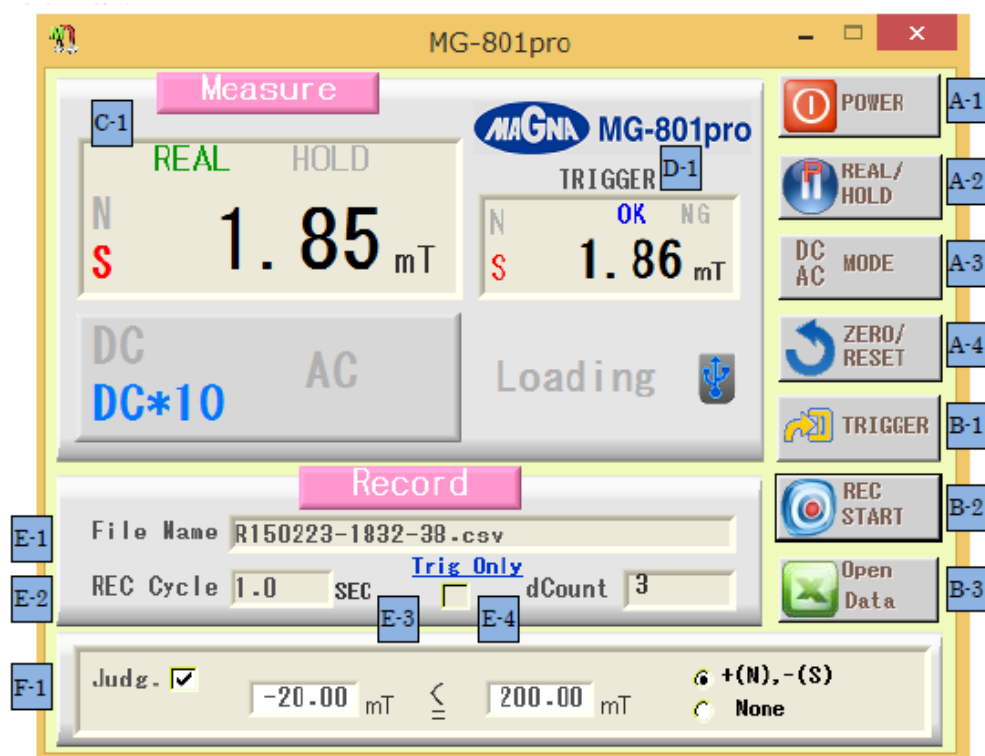 MG-801pro
Measure
C-1
MAGNA MG-801pro
REAL HOLD
TRIGGER D-1
N
S
1.85 mT
N
S
OK NG
1.86 mT
DC
DC*10
AC
Loading
POWER A-1
REAL/
HOLD
A-2
DC
AC
MODE A-3
ZERO/
RESET
A-4
TRIGGER B-1
REC
START
B-2
Open
Data
B-3
Record
E-1 File Name R150223-1832-38.csv
E-2 REC Cycle 1.0 SEC
Trig Only
E-3
E-4
dCount 3
F-1 Judg. -20.00 mT ≦ 200.00 mT
+(N),-(S)
None